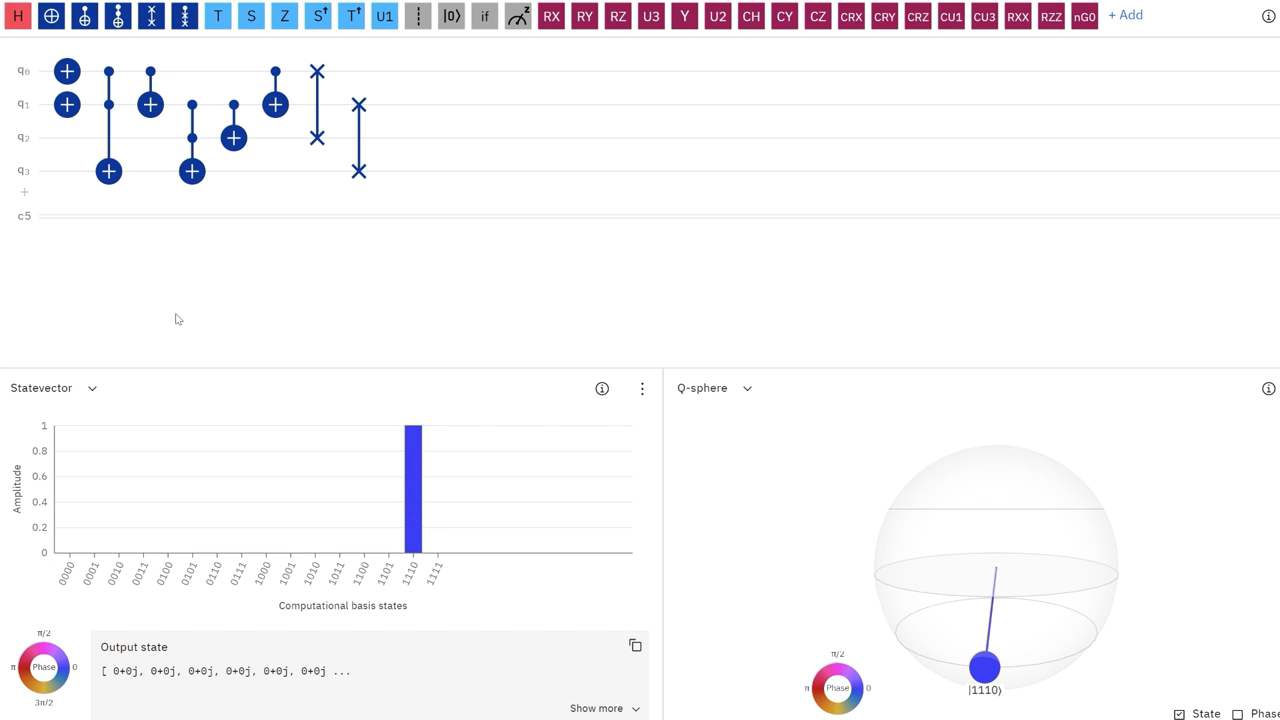 H T S Z S† T† U1 |0⟩ if z RX RY RZ U3 Y U2 CH CY CZ CRX CRY CRZ CU1 CU3 RXX RZZ nG0 + Add
q0
q1
q2
q3
+
c5
Statevector
Q-sphere
Amplitude
1
0.8
0.6
0.4
0.2
0
0000 0001 0010 0011 0100 0101 0110 0111 1000 1001 1010 1011 1100 1101 1110 1111
Computational basis states
π/2
π Phase 0
3π/2
Output state
[ 0+0j, 0+0j, 0+0j, 0+0j, 0+0j, 0+0j ...
Show more
π/2
π Phase 0
|1110⟩
State Phase